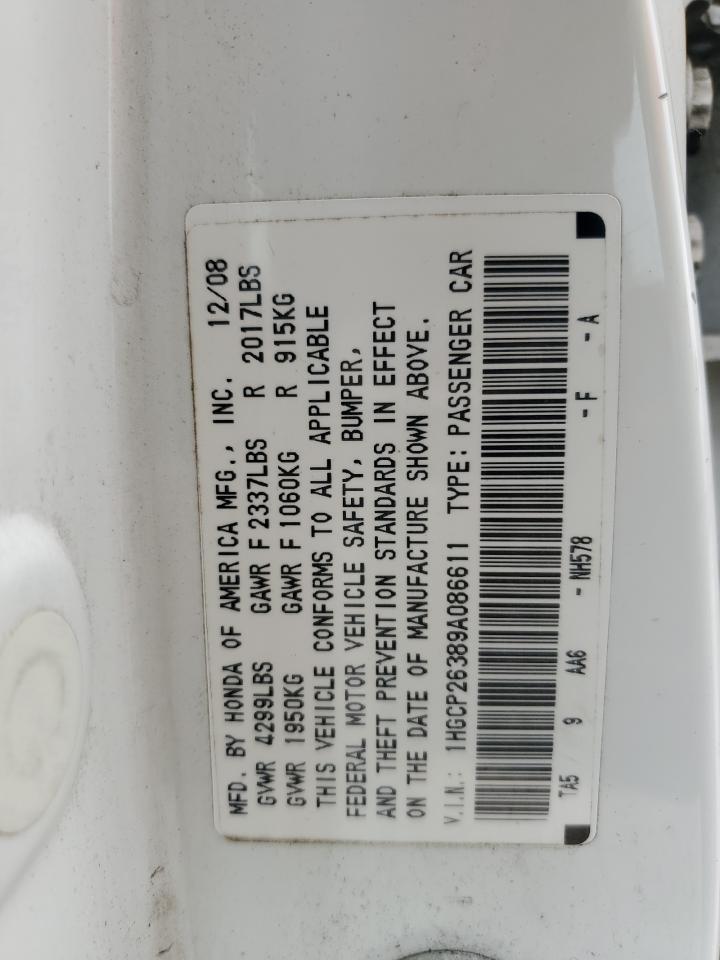 MFD. BY HONDA OF AMERICA MFG., INC. 12/08
GVWR 4299LBS GAWR F 2337LBS R 2017LBS
GVWR 1950KG GAWR F 1060KG R 915KG
THIS VEHICLE CONFORMS TO ALL APPLICABLE
FEDERAL MOTOR VEHICLE SAFETY, BUMPER,
AND THEFT PREVENTION STANDARDS IN EFFECT
ON THE DATE OF MANUFACTURE SHOWN ABOVE.
V.I.N.: 1HGCP26389A086611 TYPE: PASSENGER CAR
TA5 9 AA6 - NH578 - F - A